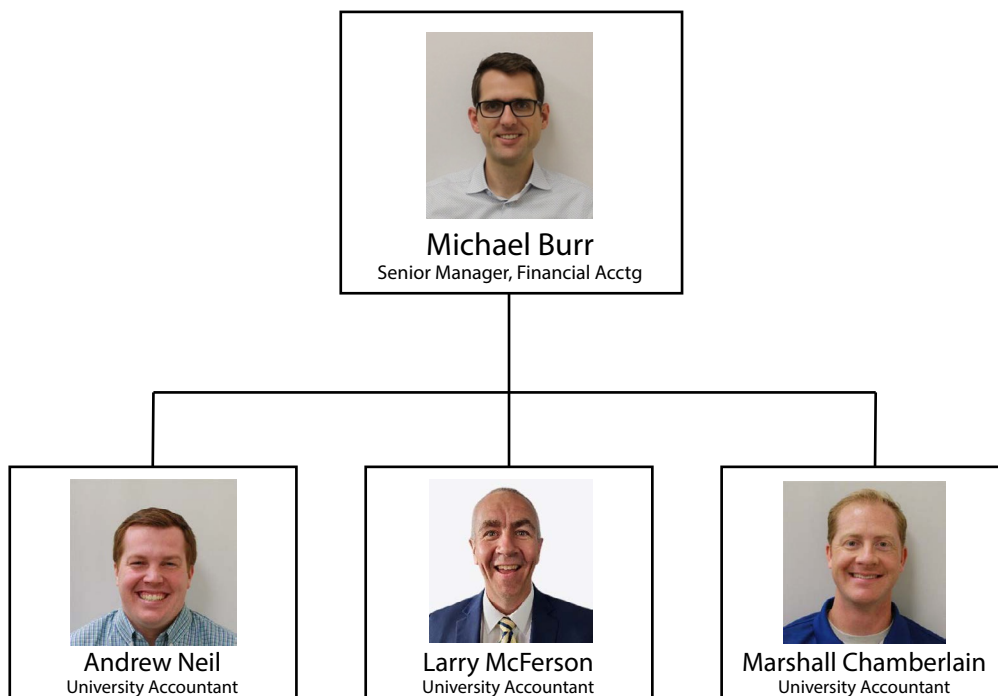 Michael Burr
Senior Manager, Financial Acctg
Andrew Neil
University Accountant
Larry McFerson
University Accountant
Marshall Chamberlain
University Accountant